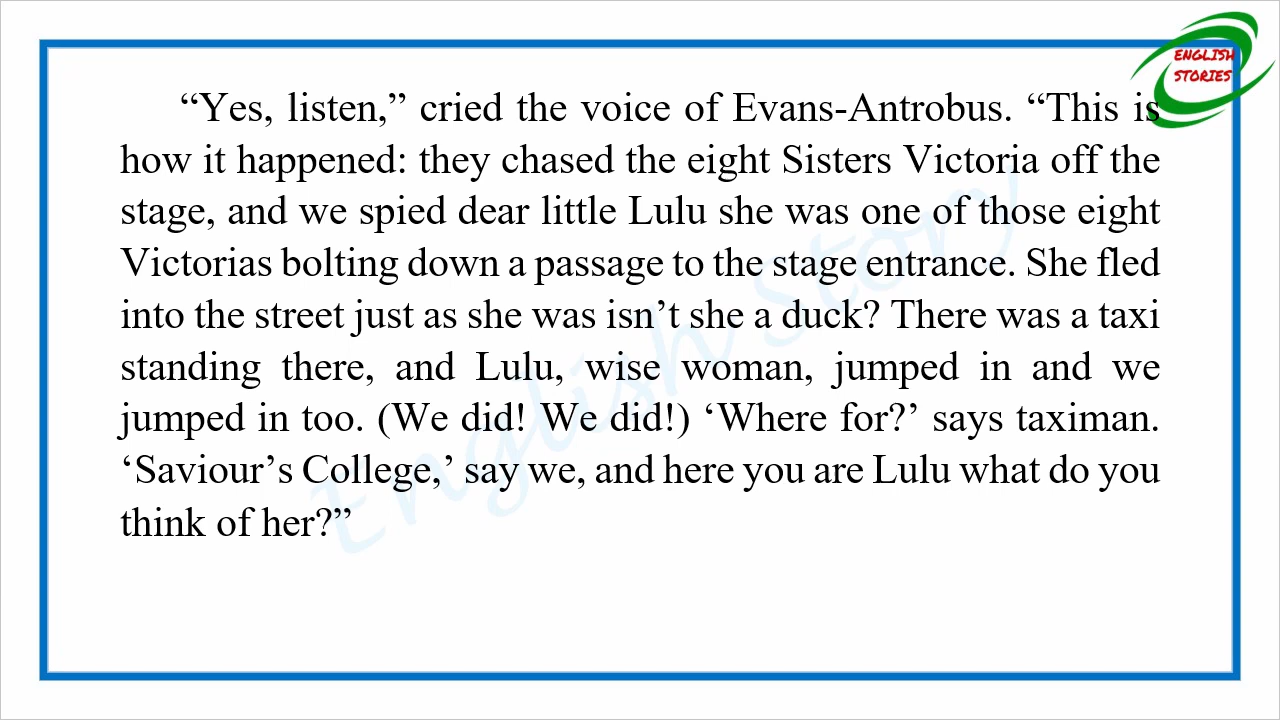 ENGLISH
STORIES
“Yes, listen,” cried the voice of Evans-Antrobus. “This is
how it happened: they chased the eight Sisters Victoria off the
stage, and we spied dear little Lulu she was one of those eight
Victorias bolting down a passage to the stage entrance. She fled
into the street just as she was isn’t she a duck? There was a taxi
standing there, and Lulu, wise woman, jumped in and we
jumped in too. (We did! We did!) ‘Where for?’ says taximan.
‘Saviour’s College,’ say we, and here you are Lulu what do you
think of her?”
English Story